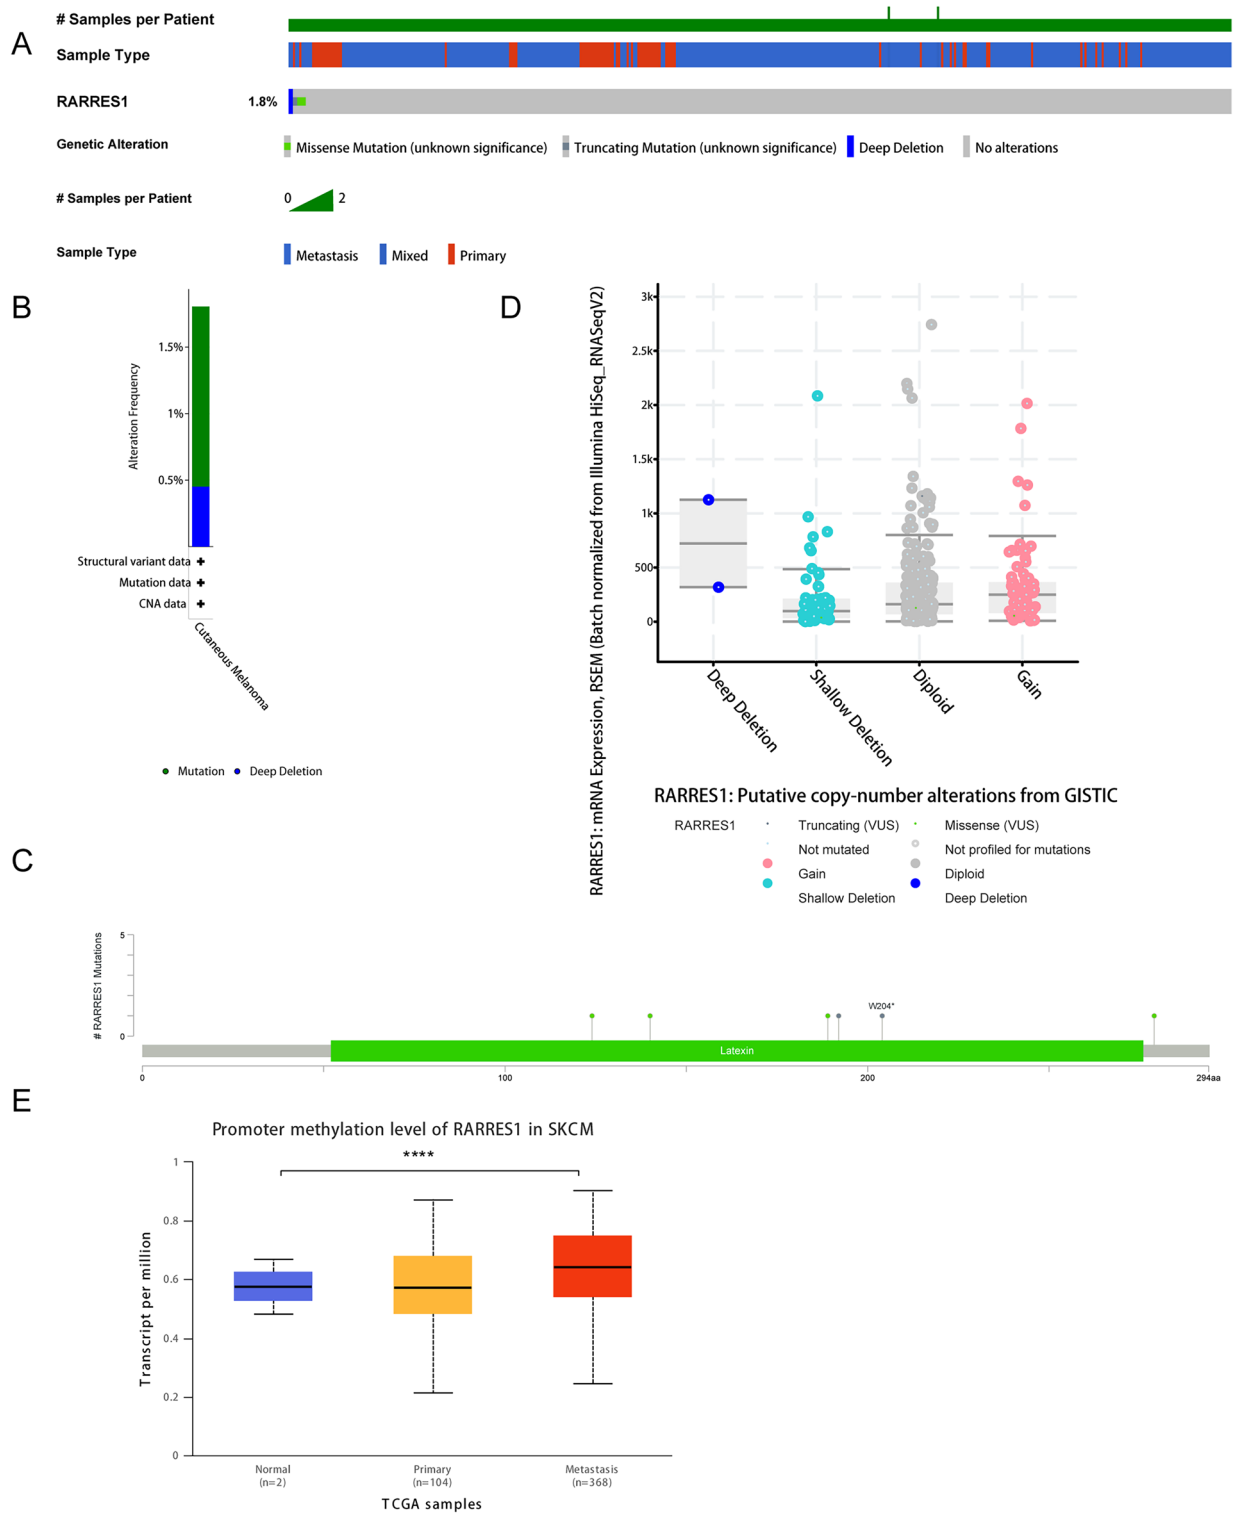 A
# Samples per Patient
Sample Type
RARRES1
1.8%
Genetic Alteration
Missense Mutation (unknown significance)
Truncating Mutation (unknown significance)
Deep Deletion
No alterations
# Samples per Patient
0
2
Sample Type
Metastasis
Mixed
Primary
B
Alteration Frequency
1.5%
1%
0.5%
Structural variant data
Mutation data
CNA data
Cutaneous Melanoma
Mutation
Deep Deletion
D
RARRES1: mRNA Expression, RSEM (Batch normalized from Illumina HiSeq_RNASeqV2)
3k
2.5k
2k
1.5k
1k
500
0
Deep Deletion
Shallow Deletion
Diploid
Gain
RARRES1: Putative copy-number alterations from GISTIC
RARRES1
Truncating (VUS)
Missense (VUS)
Not mutated
Not profiled for mutations
Gain
Diploid
Shallow Deletion
Deep Deletion
C
# RARRES1 Mutations
5
0
W204*
Latexin
0
100
200
294aa
E
Promoter methylation level of RARRES1 in SKCM
****
Transcript per million
1
0.8
0.6
0.4
0.2
0
Normal
(n=2)
Primary
(n=104)
Metastasis
(n=368)
TCGA samples